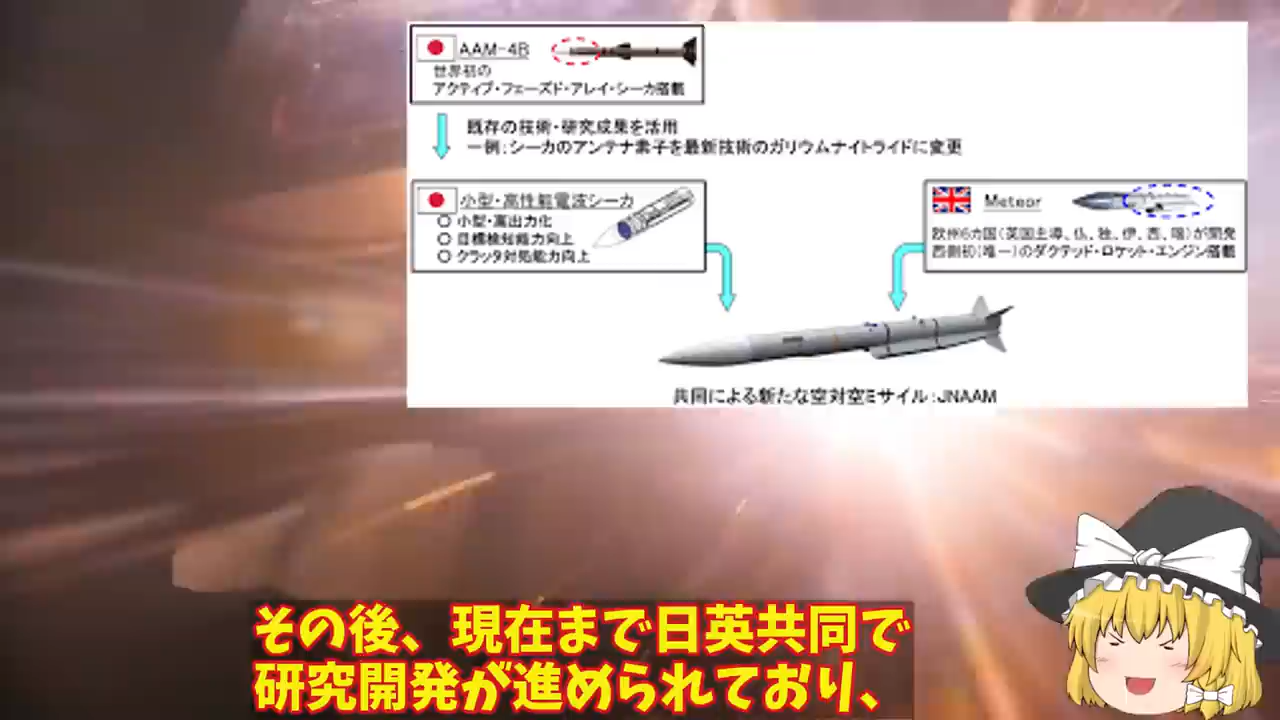 AAM-4B
世界初の
アクティブ・フェーズド・アレイ・シーカ搭載
既存の技術・研究成果を活用
一例:シーカのアンテナ素子を最新技術のガリウムナイトライドに変更
小型・高性能電波シーカ
○ 小型・高出力化
○ 目標検知能力向上
○ クラッタ対処能力向上
Meteor
欧州6カ国(英国主導、仏、独、伊、西、瑞)が開発
西側初(唯一)のダクテッド・ロケット・エンジン搭載
共同による新たな空対空ミサイル:JNAAM
その後、現在まで日英共同で
研究開発が進められており、